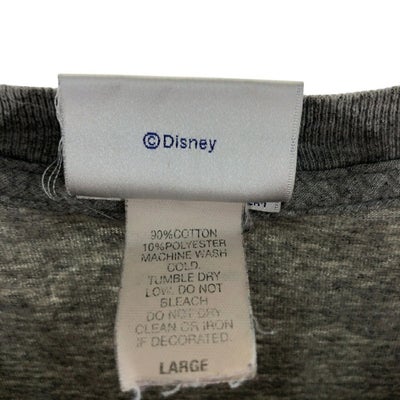 ©Disney
90%COTTON
10%POLYESTER
MACHINE WASH
COLD.
TUMBLE DRY
LOW. DO NOT
BLEACH
DO NOT DRY
CLEAN OR IRON
IF DECORATED.
LARGE